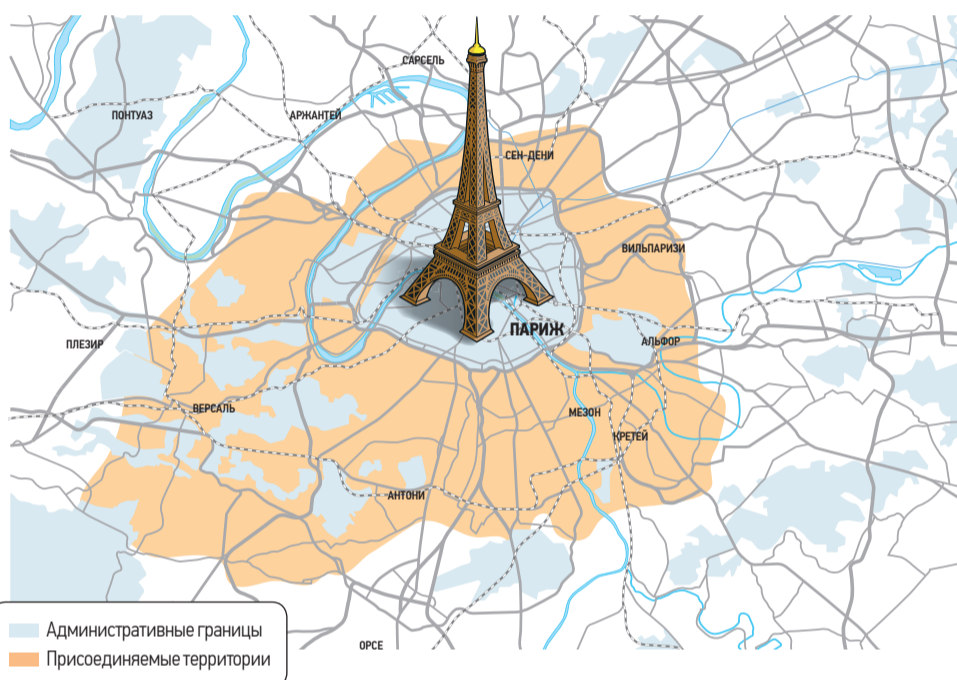 САРСЕЛЬ
ПОНТУАЗ
АРЖАНТЕЙ
СЕН-ДЕНИ
ВИЛЬПАРИЗИ
ПАРИЖ
ПЛЕЗИР
АЛЬФОР
ВЕРСАЛЬ
МЕЗОН
КРЕТЕЙ
АНТОНИ
Административные границы
Присоединяемые территории
ОРСЕ